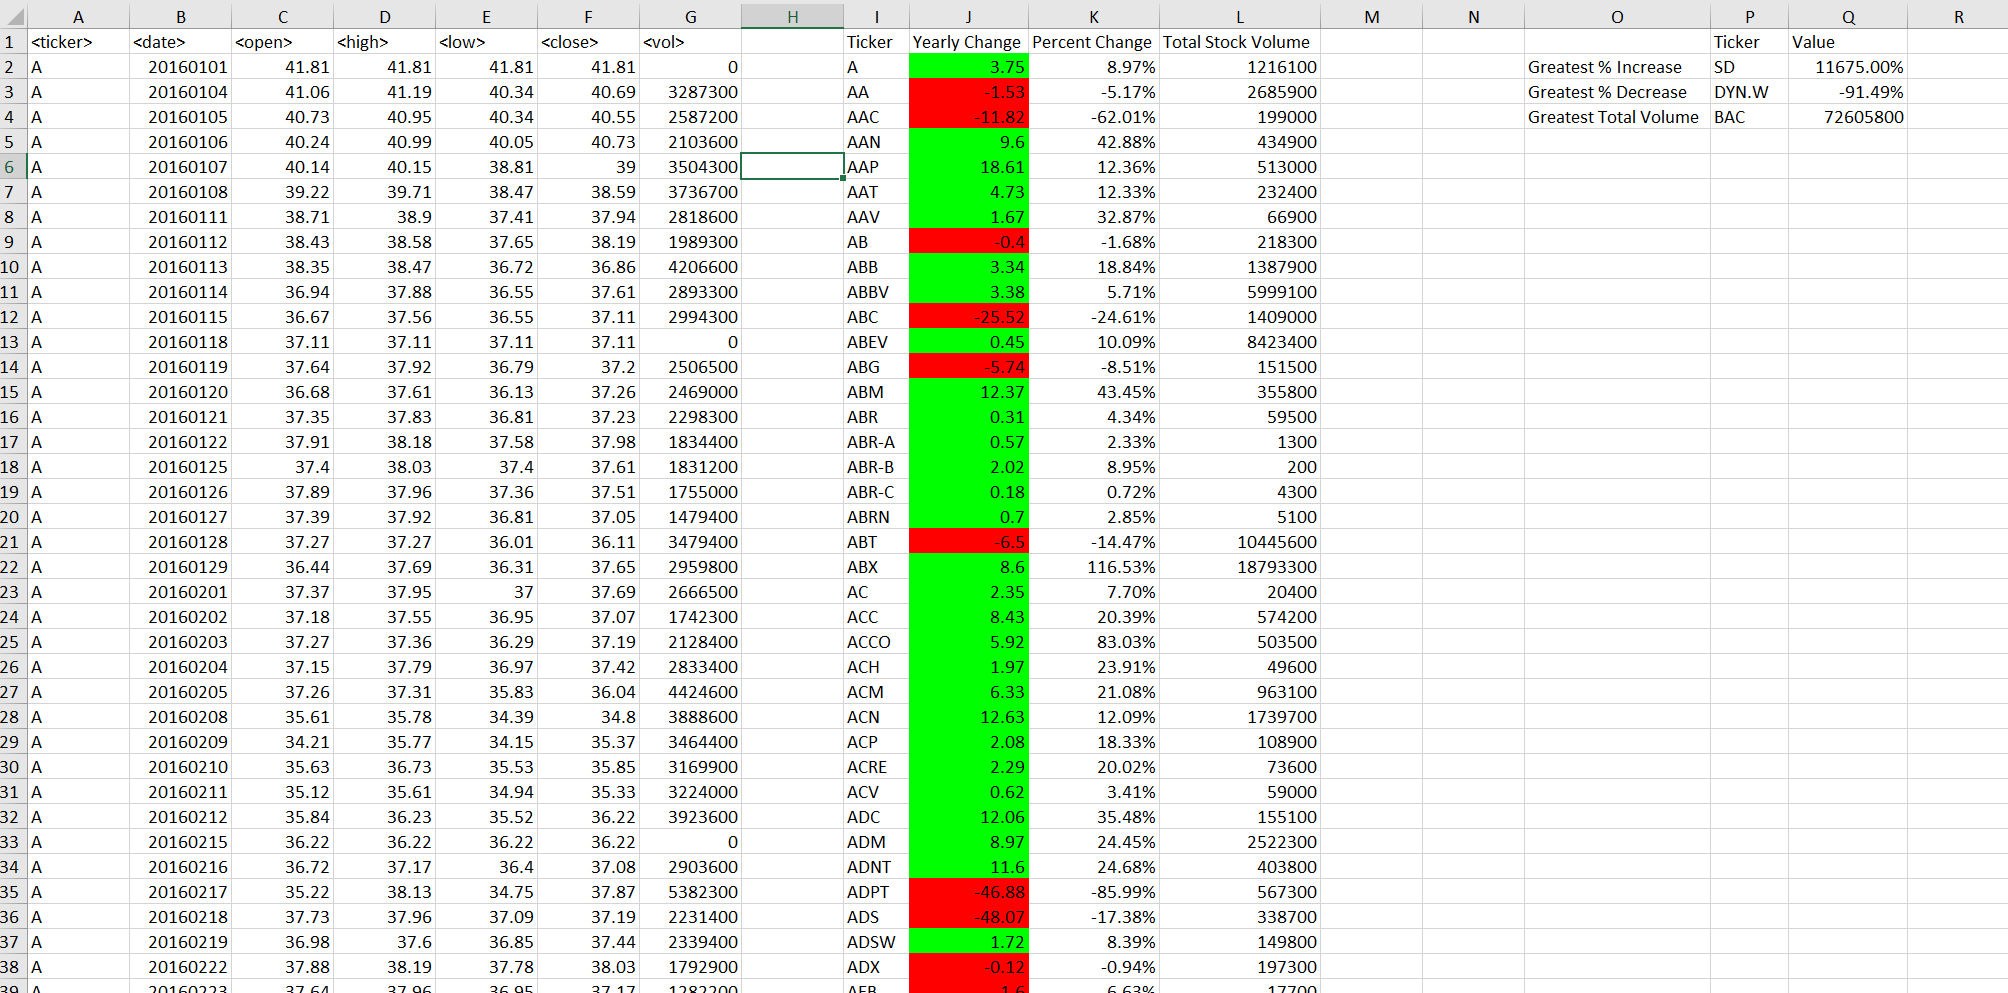 A B C D E F G H I J K L M N O P Q R
1 <ticker> <date> <open> <high> <low> <close> <vol> Ticker Yearly Change Percent Change Total Stock Volume Ticker Value
2 A 20160101 41.81 41.81 41.81 41.81 0 A 3.75 8.97% 1216100 Greatest % Increase SD 11675.00%
3 A 20160104 41.06 41.19 40.34 40.69 3287300 AA -1.53 -5.17% 2685900 Greatest % Decrease DYN.W -91.49%
4 A 20160105 40.73 40.95 40.34 40.55 2587200 AAC -11.82 -62.01% 199000 Greatest Total Volume BAC 72605800
5 A 20160106 40.24 40.99 40.05 40.73 2103600 AAN 9.6 42.88% 434900
6 A 20160107 40.14 40.15 38.81 39 3504300 AAP 18.61 12.36% 513000
7 A 20160108 39.22 39.71 38.47 38.59 3736700 AAT 4.73 12.33% 232400
8 A 20160111 38.71 38.9 37.41 37.94 2818600 AAV 1.67 32.87% 66900
9 A 20160112 38.43 38.58 37.65 38.19 1989300 AB -0.4 -1.68% 218300
10 A 20160113 38.35 38.47 36.72 36.86 4206600 ABB 3.34 18.84% 1387900
11 A 20160114 36.94 37.88 36.55 37.61 2893300 ABBV 3.38 5.71% 5999100
12 A 20160115 36.67 37.56 36.55 37.11 2994300 ABC -25.52 -24.61% 1409000
13 A 20160118 37.11 37.11 37.11 37.11 0 ABEV 0.45 10.09% 8423400
14 A 20160119 37.64 37.92 36.79 37.2 2506500 ABG -5.74 -8.51% 151500
15 A 20160120 36.68 37.61 36.13 37.26 2469000 ABM 12.37 43.45% 355800
16 A 20160121 37.35 37.83 36.81 37.23 2298300 ABR 0.31 4.34% 59500
17 A 20160122 37.91 38.18 37.58 37.98 1834400 ABR-A 0.57 2.33% 1300
18 A 20160125 37.4 38.03 37.4 37.61 1831200 ABR-B 2.02 8.95% 200
19 A 20160126 37.89 37.96 37.36 37.51 1755000 ABR-C 0.18 0.72% 4300
20 A 20160127 37.39 37.92 36.81 37.05 1479400 ABRN 0.7 2.85% 5100
21 A 20160128 37.27 37.27 36.01 36.11 3479400 ABT -6.5 -14.47% 10445600
22 A 20160129 36.44 37.69 36.31 37.65 2959800 ABX 8.6 116.53% 18793300
23 A 20160201 37.37 37.95 37 37.69 2666500 AC 2.35 7.70% 20400
24 A 20160202 37.18 37.55 36.95 37.07 1742300 ACC 8.43 20.39% 574200
25 A 20160203 37.27 37.36 36.29 37.19 2128400 ACCO 5.92 83.03% 503500
26 A 20160204 37.15 37.79 36.97 37.42 2833400 ACH 1.97 23.91% 49600
27 A 20160205 37.26 37.31 35.83 36.04 4424600 ACM 6.33 21.08% 963100
28 A 20160208 35.61 35.78 34.39 34.8 3888600 ACN 12.63 12.09% 1739700
29 A 20160209 34.21 35.77 34.15 35.37 3464400 ACP 2.08 18.33% 108900
30 A 20160210 35.63 36.73 35.53 35.85 3169900 ACRE 2.29 20.02% 73600
31 A 20160211 35.12 35.61 34.94 35.33 3224000 ACV 0.62 3.41% 59000
32 A 20160212 35.84 36.23 35.52 36.22 3923600 ADC 12.06 35.48% 155100
33 A 20160215 36.22 36.22 36.22 36.22 0 ADM 8.97 24.45% 2522300
34 A 20160216 36.72 37.17 36.4 37.08 2903600 ADNT 11.6 24.68% 403800
35 A 20160217 35.22 38.13 34.75 37.87 5382300 ADPT -46.88 -85.99% 567300
36 A 20160218 37.73 37.96 37.09 37.19 2231400 ADS -48.07 -17.38% 338700
37 A 20160219 36.98 37.6 36.85 37.44 2339400 ADSW 1.72 8.39% 149800
38 A 20160222 37.88 38.19 37.78 38.03 1792900 ADX -0.12 -0.94% 197300
39 A 20160223 37.64 37.96 36.95 37.17 1282200 6.63% 17700